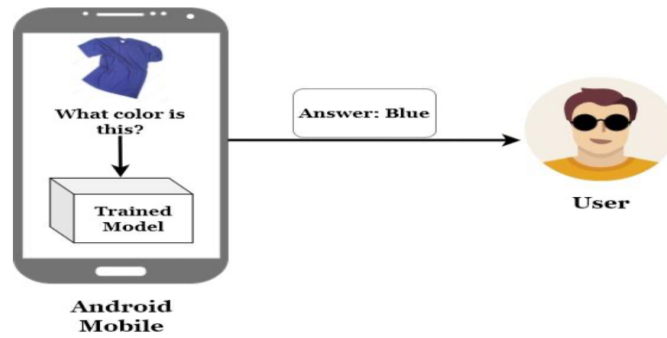 What color is
this?
Trained
Model
Android
Mobile
Answer: Blue
User